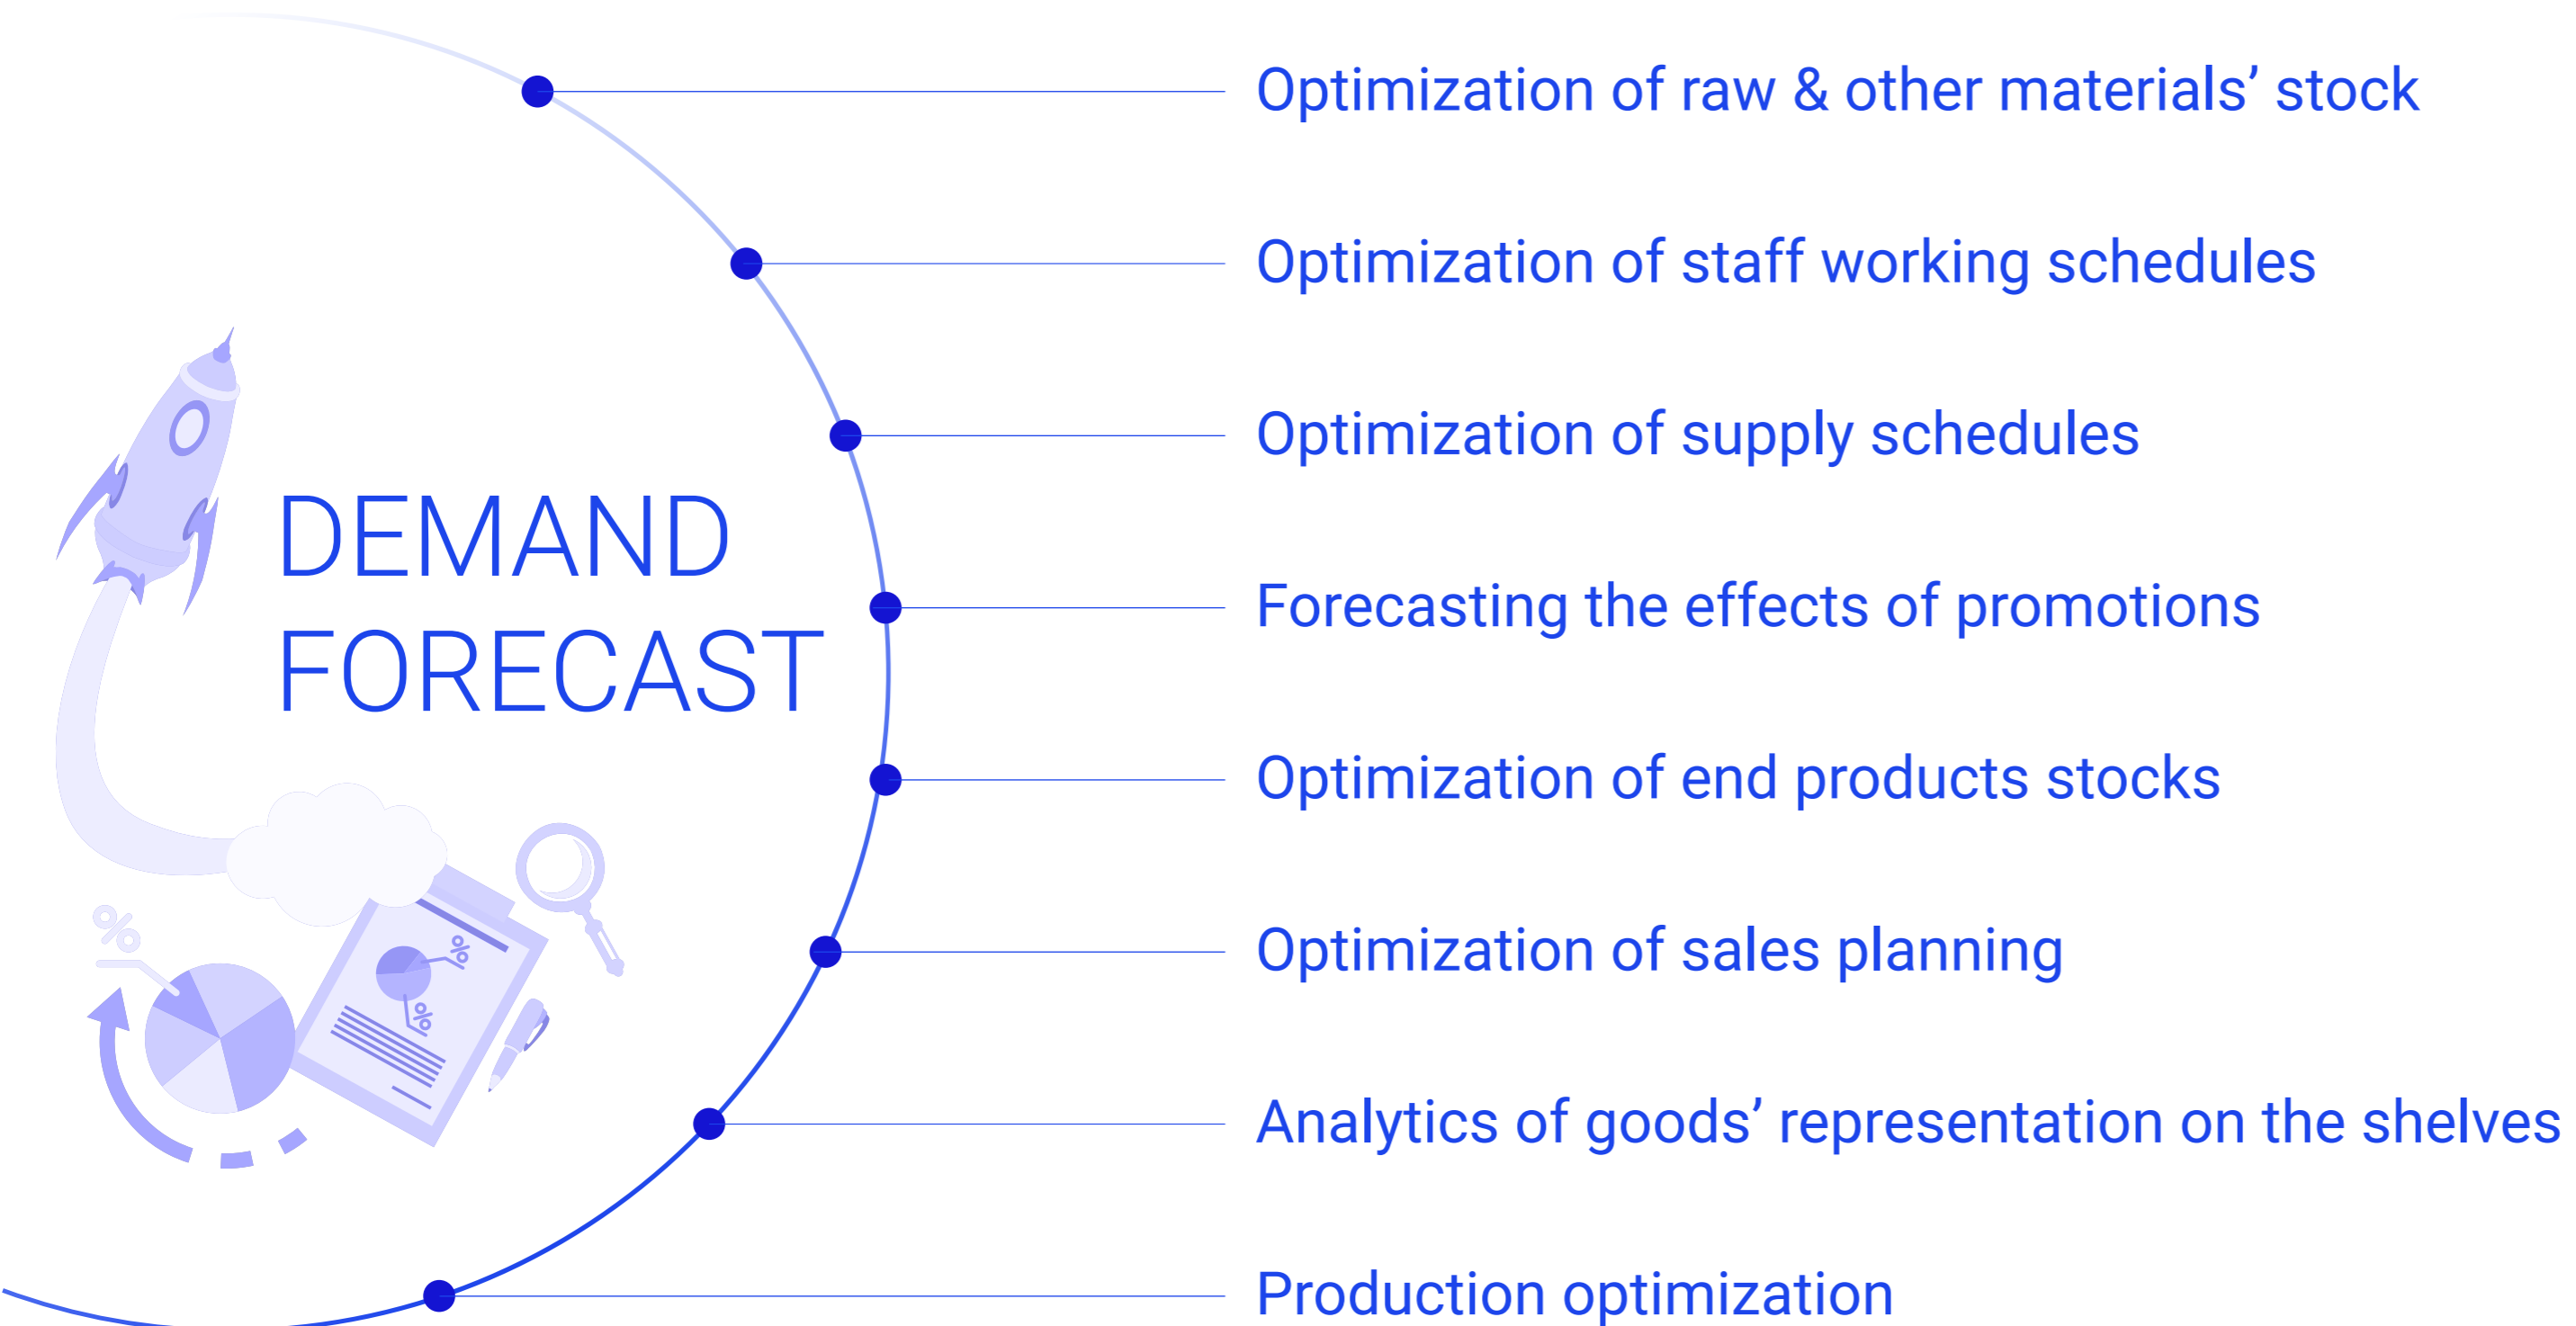 Optimization of raw & other materials’ stock
Optimization of staff working schedules
Optimization of supply schedules
DEMAND
FORECAST
Forecasting the effects of promotions
Optimization of end products stocks
Optimization of sales planning
%
%
%
Analytics of goods’ representation on the shelves
Production optimization